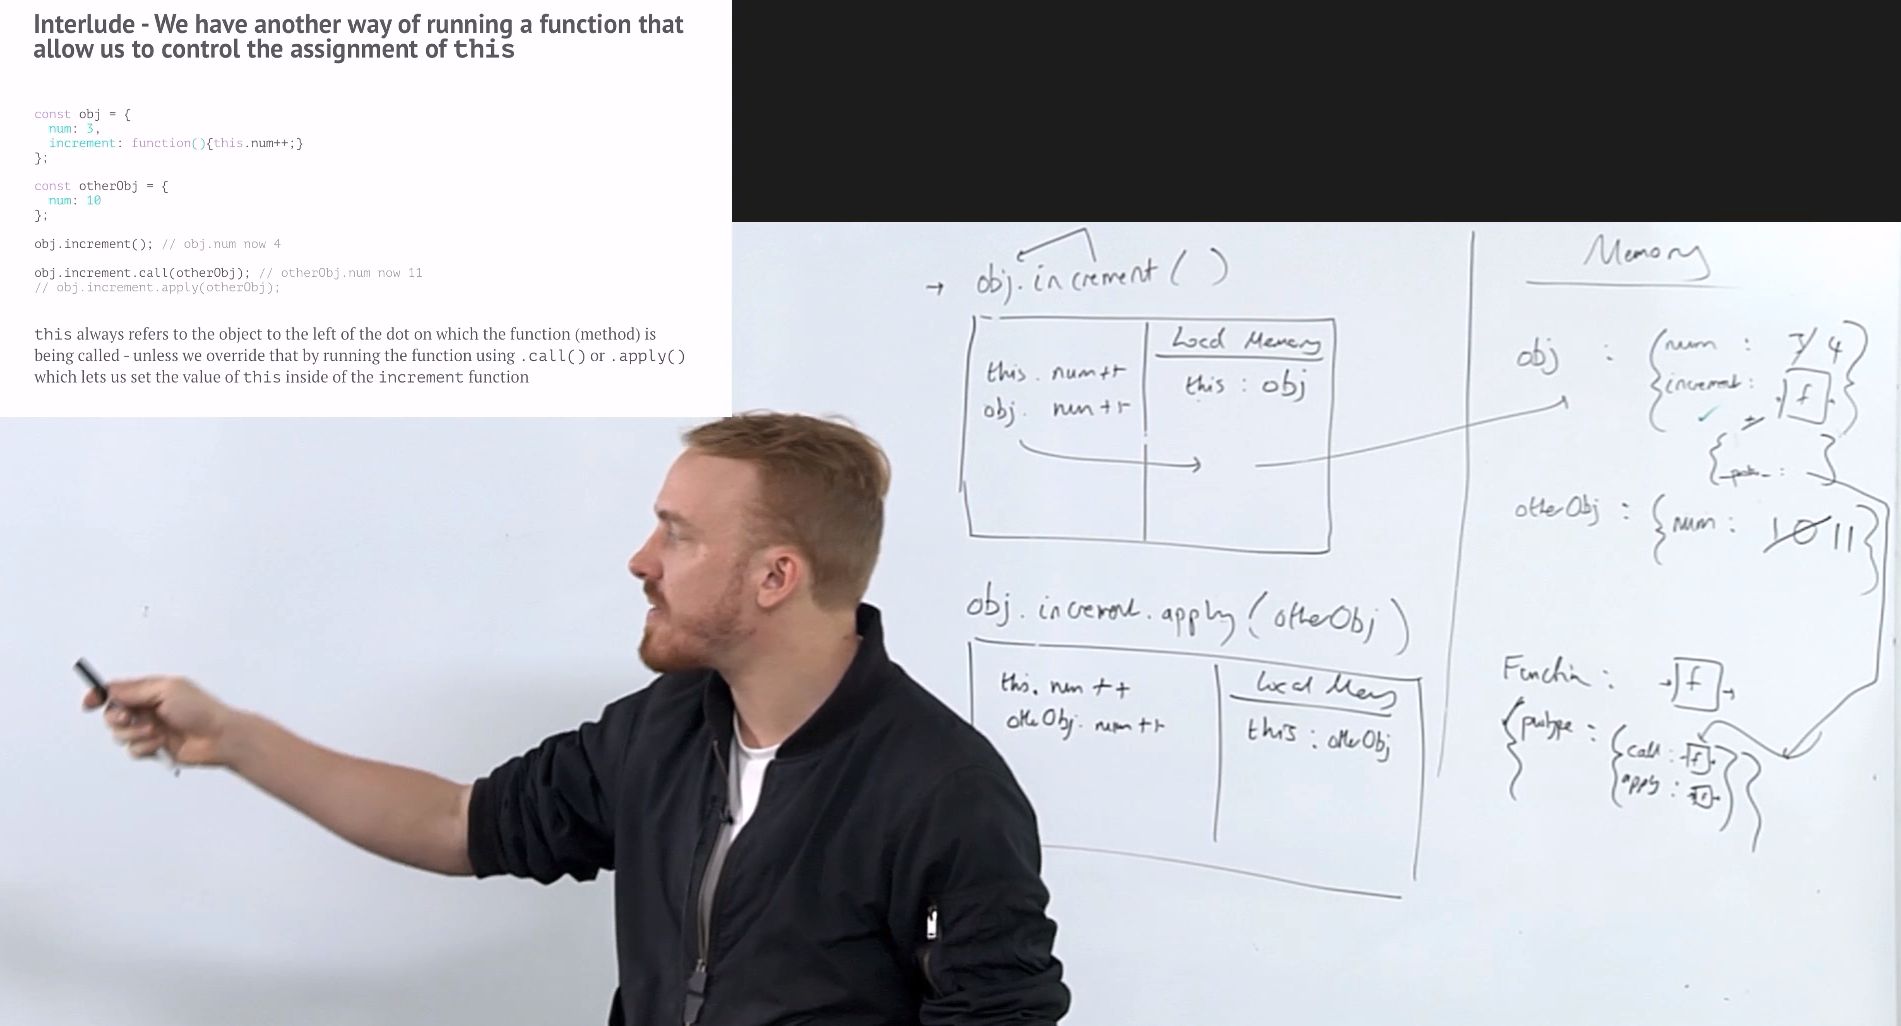 Interlude - We have another way of running a function that
allow us to control the assignment of this
const obj = {
num: 3,
increment: function(){this.num++;}
};
const otherObj = {
num: 10
};
obj.increment(); // obj.num now 4
obj.increment.call(otherObj); // otherObj.num now 11
// obj.increment.apply(otherObj);
this always refers to the object to the left of the dot on which the function (method) is
being called - unless we override that by running the function using .call() or .apply()
which lets us set the value of this inside of the increment function
→ obj.increment ( )
Local Memory
this . num++
this : obj
obj. num++
obj.increment.apply(otherObj)
Local Mem
this. num ++
otherObj. num++
this : otherObj
Memory
obj : { num : 3 4
increment : f }
{ : }
otherObj : { num : 10 11 }
Function : f
{ prototype : { call : f
apply : f } }